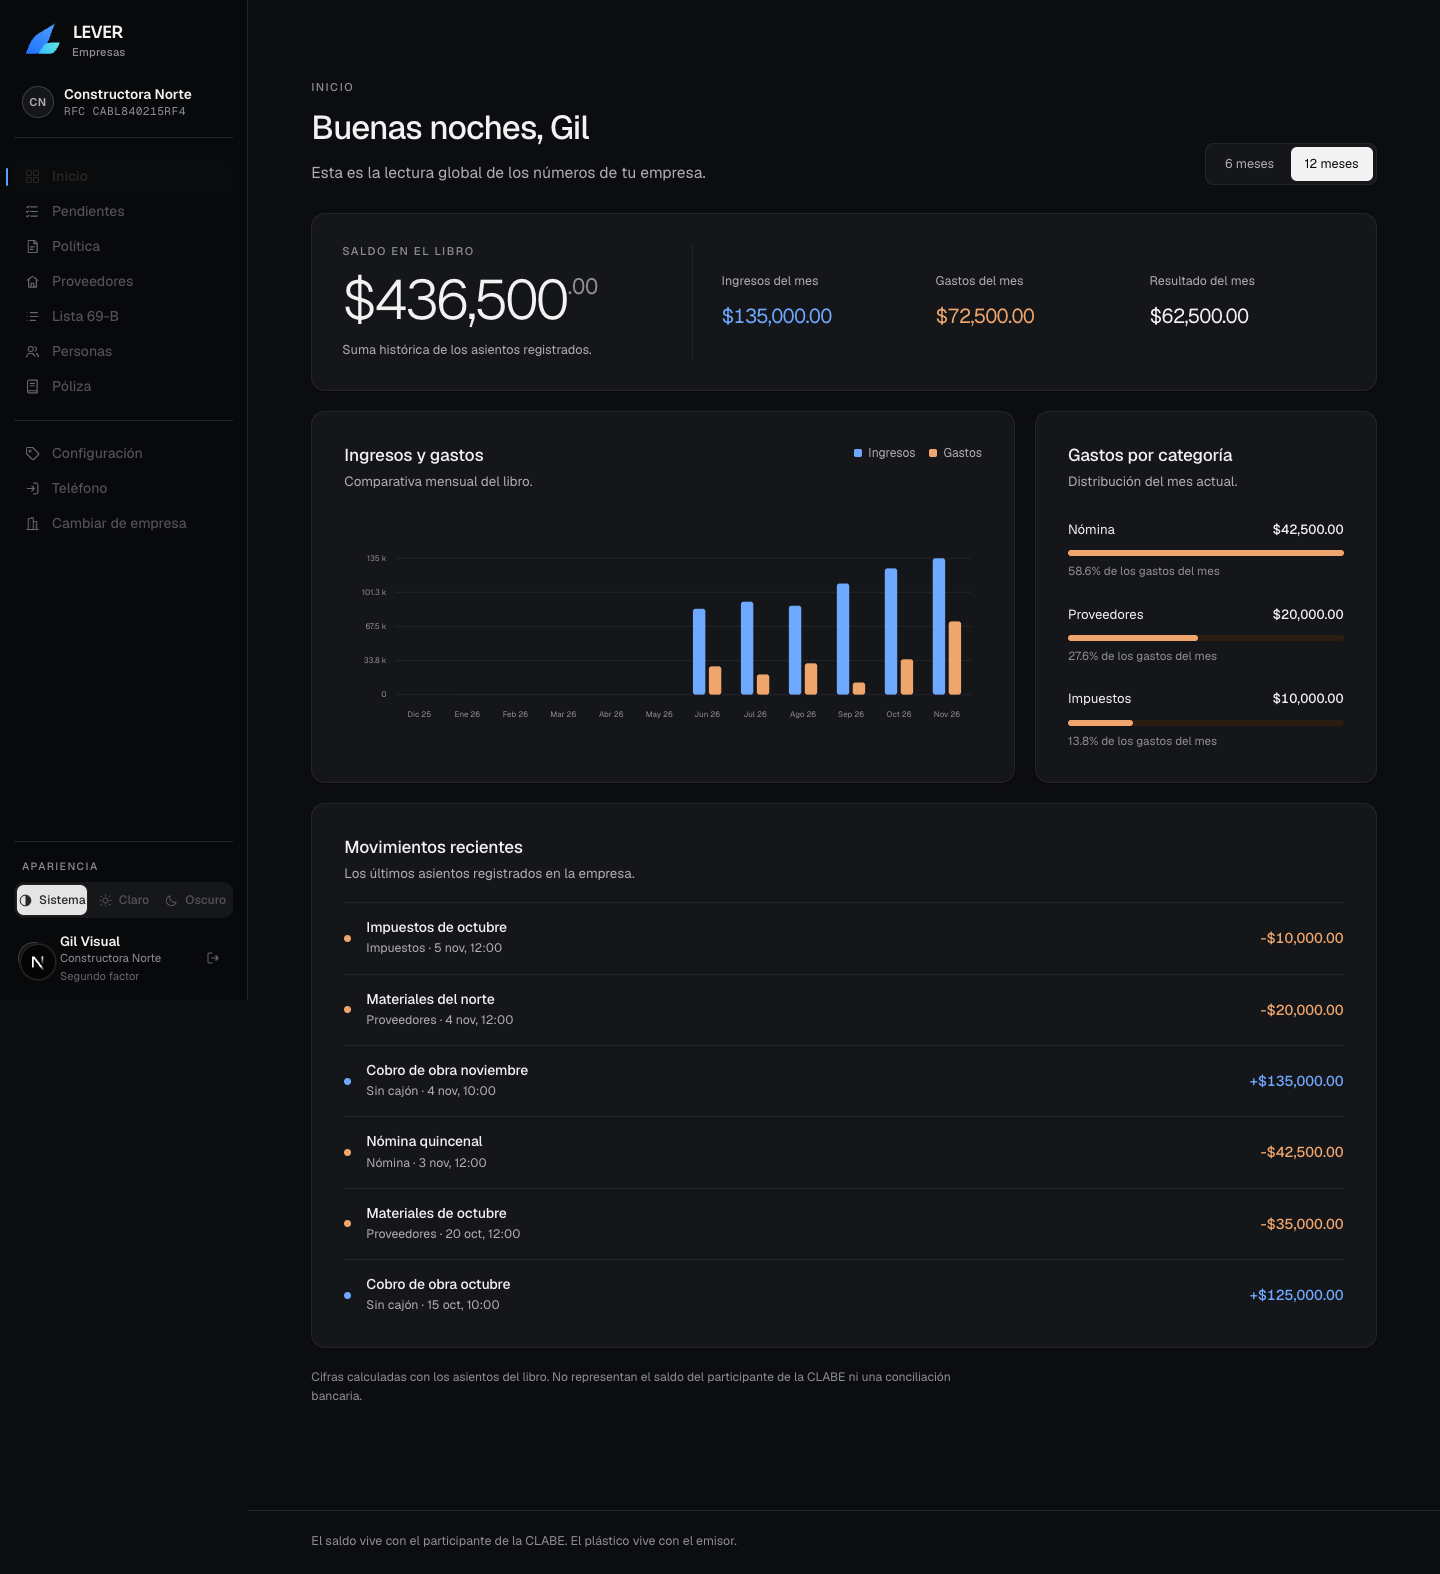 LEVER
Empresas
CN
Constructora Norte
RFC CABL840215RF4
Inicio
Pendientes
Política
Proveedores
Lista 69-B
Personas
Póliza
Configuración
Teléfono
Cambiar de empresa
APARIENCIA
Sistema
Claro
Oscuro
N
Gil Visual
Constructora Norte
Segundo factor
INICIO
Buenas noches, Gil
Esta es la lectura global de los números de tu empresa.
6 meses
12 meses
SALDO EN EL LIBRO
$436,500.00
Suma histórica de los asientos registrados.
Ingresos del mes
$135,000.00
Gastos del mes
$72,500.00
Resultado del mes
$62,500.00
Ingresos y gastos
Comparativa mensual del libro.
Ingresos
Gastos
135 k
101.3 k
67.5 k
33.8 k
0
Dic 25
Ene 26
Feb 26
Mar 26
Abr 26
May 26
Jun 26
Jul 26
Ago 26
Sep 26
Oct 26
Nov 26
Gastos por categoría
Distribución del mes actual.
Nómina $42,500.00
58.6% de los gastos del mes
Proveedores $20,000.00
27.6% de los gastos del mes
Impuestos $10,000.00
13.8% de los gastos del mes
Movimientos recientes
Los últimos asientos registrados en la empresa.
Impuestos de octubre
Impuestos · 5 nov, 12:00
-$10,000.00
Materiales del norte
Proveedores · 4 nov, 12:00
-$20,000.00
Cobro de obra noviembre
Sin cajón · 4 nov, 10:00
+$135,000.00
Nómina quincenal
Nómina · 3 nov, 12:00
-$42,500.00
Materiales de octubre
Proveedores · 20 oct, 12:00
-$35,000.00
Cobro de obra octubre
Sin cajón · 15 oct, 10:00
+$125,000.00
Cifras calculadas con los asientos del libro. No representan el saldo del participante de la CLABE ni una conciliación
bancaria.
El saldo vive con el participante de la CLABE. El plástico vive con el emisor.